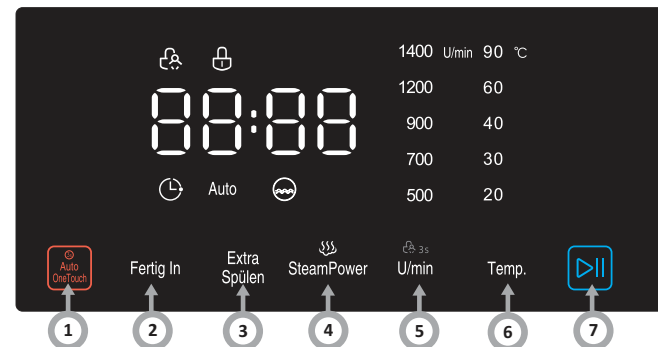 1400 U/min 90 °C
1200 60
88:88
900 40
700 30
Auto
500 20
Auto
OneTouch
Fertig In
Extra
Spülen
SteamPower
3s
U/min
Temp.
1 2 3 4 5 6 7